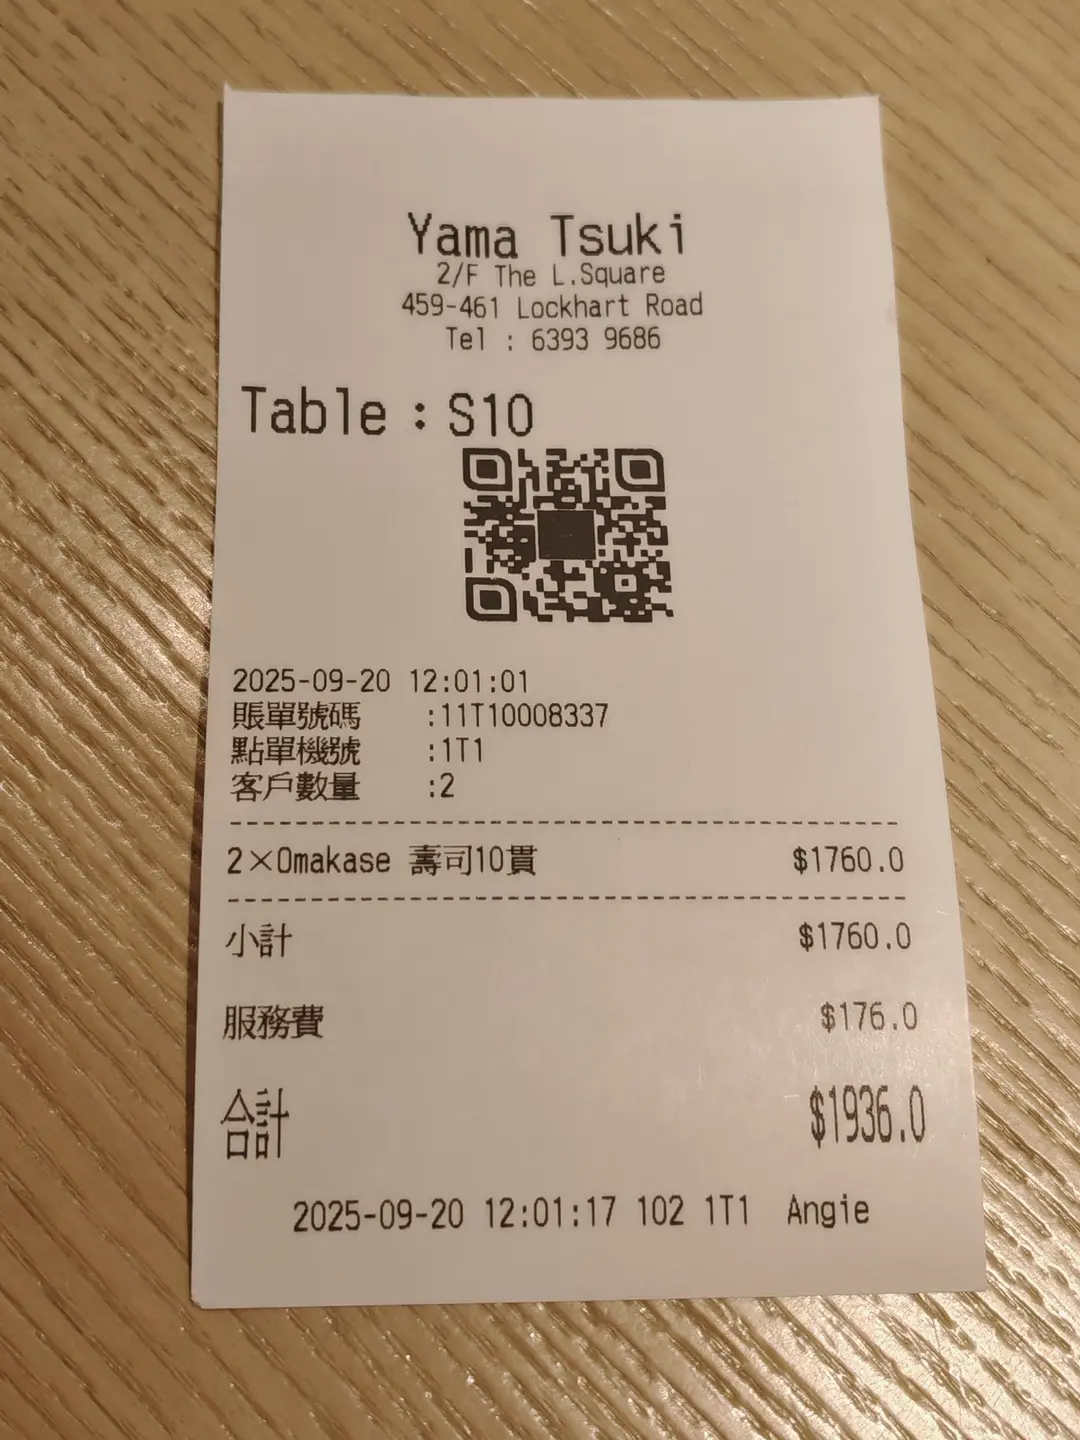 Yama Tsuki
2/F The L.Square
459-461 Lockhart Road
Tel : 6393 9686
Table : S10
2025-09-20 12:01:01
賬單號碼 :11T10008337
點單機號 :1T1
客戶數量 :2
2×Omakase 壽司10貫 $1760.0
小計 $1760.0
服務費 $176.0
合計 $1936.0
2025-09-20 12:01:17 102 1T1 Angie